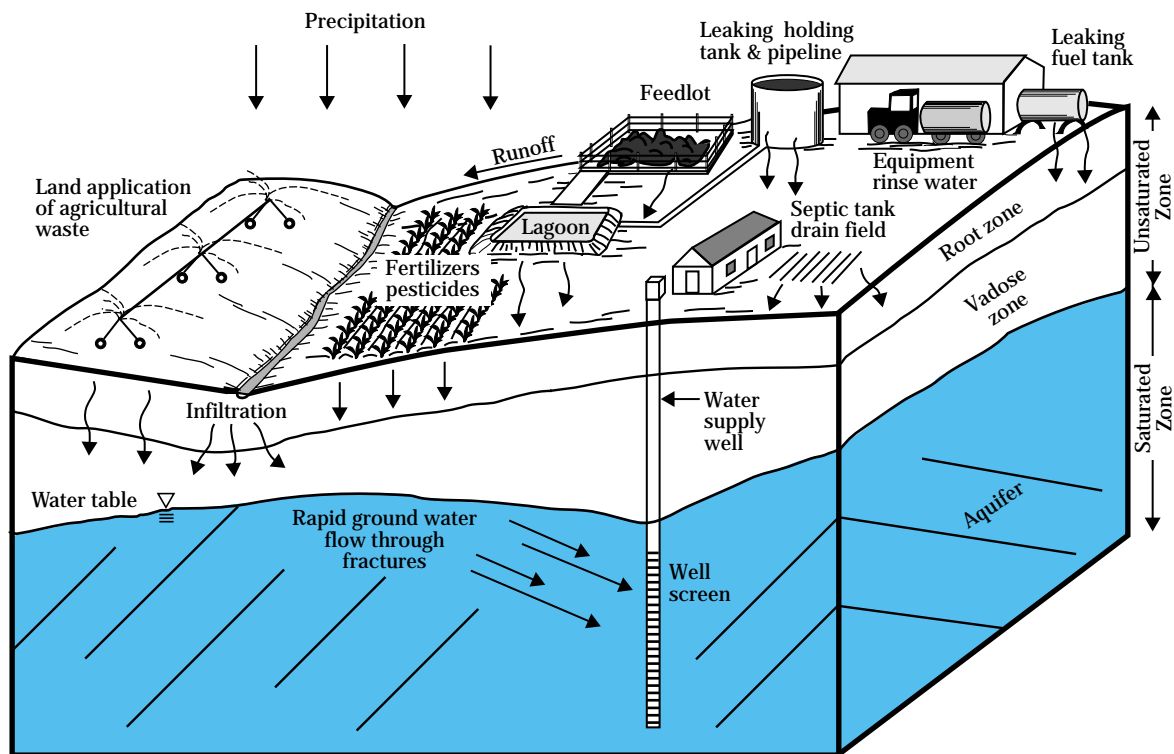 Precipitation
Leaking holding
tank & pipeline
Leaking
fuel tank
Feedlot
Runoff
Land application
of agricultural
waste
Equipment
rinse water
Lagoon
Septic tank
drain field
Fertilizers
pesticides
Root zone
Vadose
zone
Unsaturated
Zone
Saturated
Zone
Infiltration
Water
supply
well
Water table
Rapid ground water
flow through
fractures
Aquifer
Well
screen